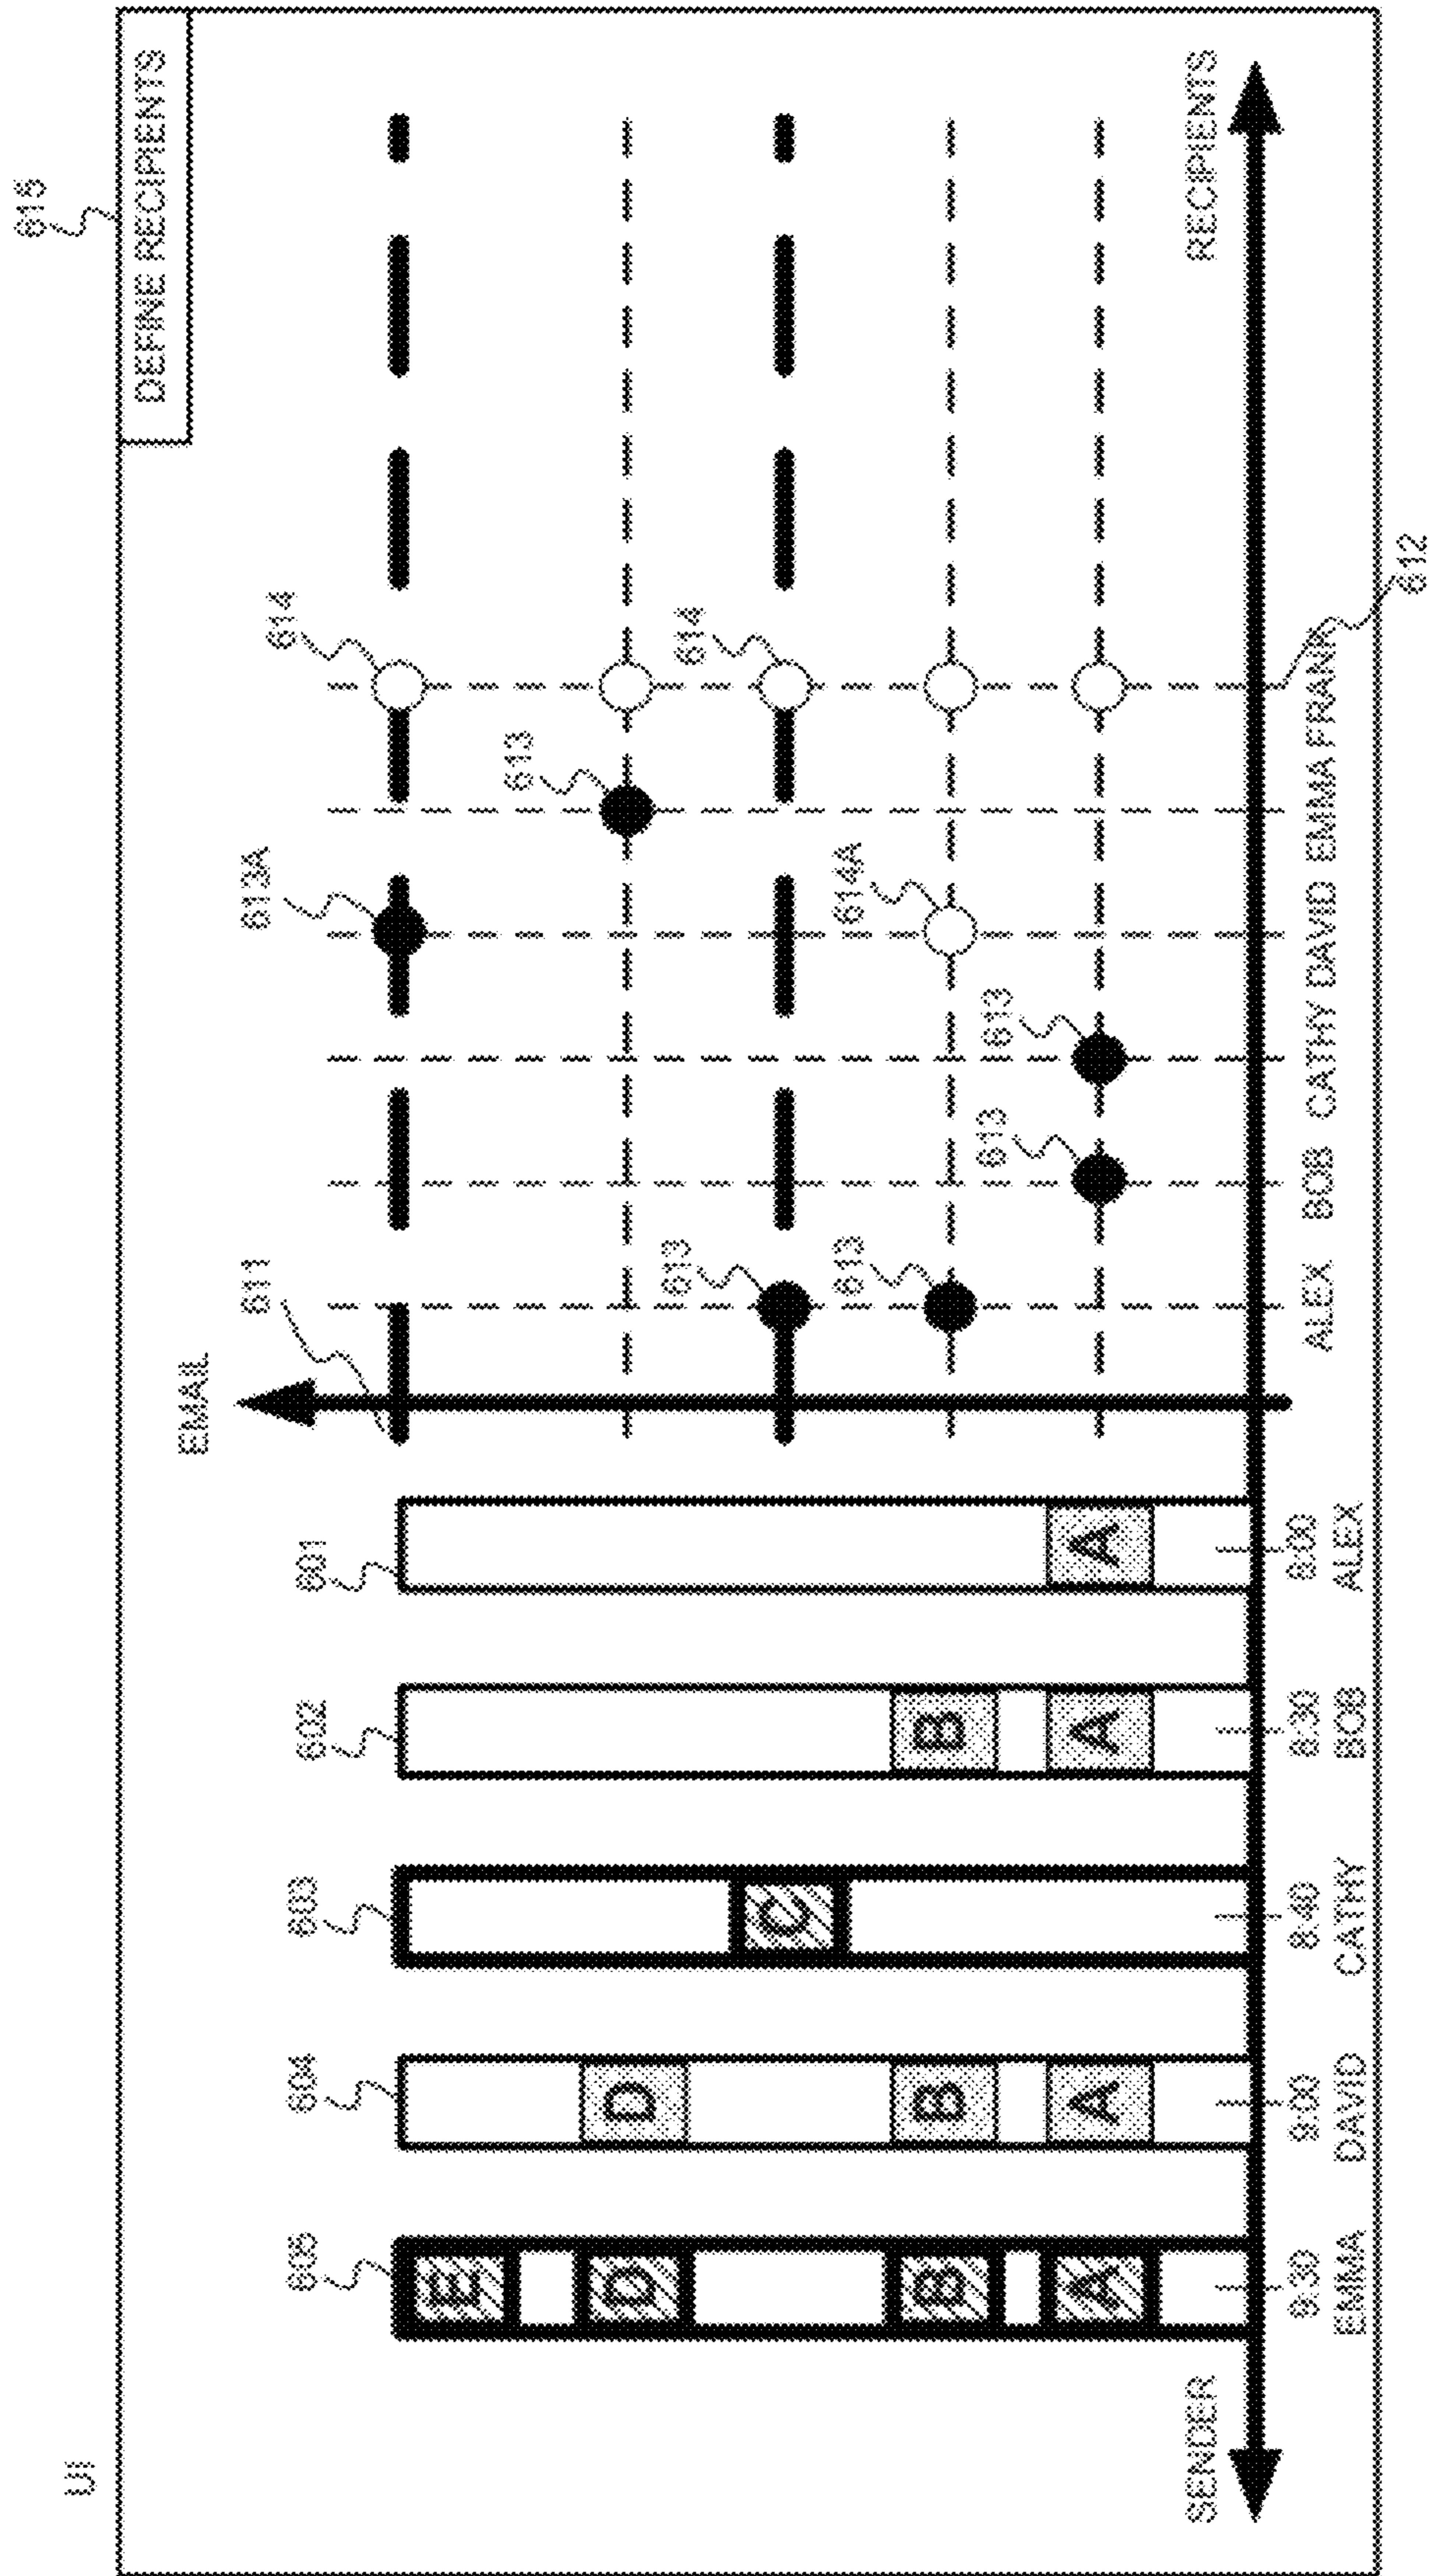 UI
615
DEFINE RECIPIENTS
EMAIL
611
613A
614
613
614
613
613
614A
613
613
605
604
603
602
601
E
D
D
C
B
B
B
A
A
A
A
SENDER
RECIPIENTS
9:30
9:00
8:40
8:30
8:00
EMMA
DAVID
CATHY
BOB
ALEX
ALEX BOB CATHY DAVID EMMA FRANK
612